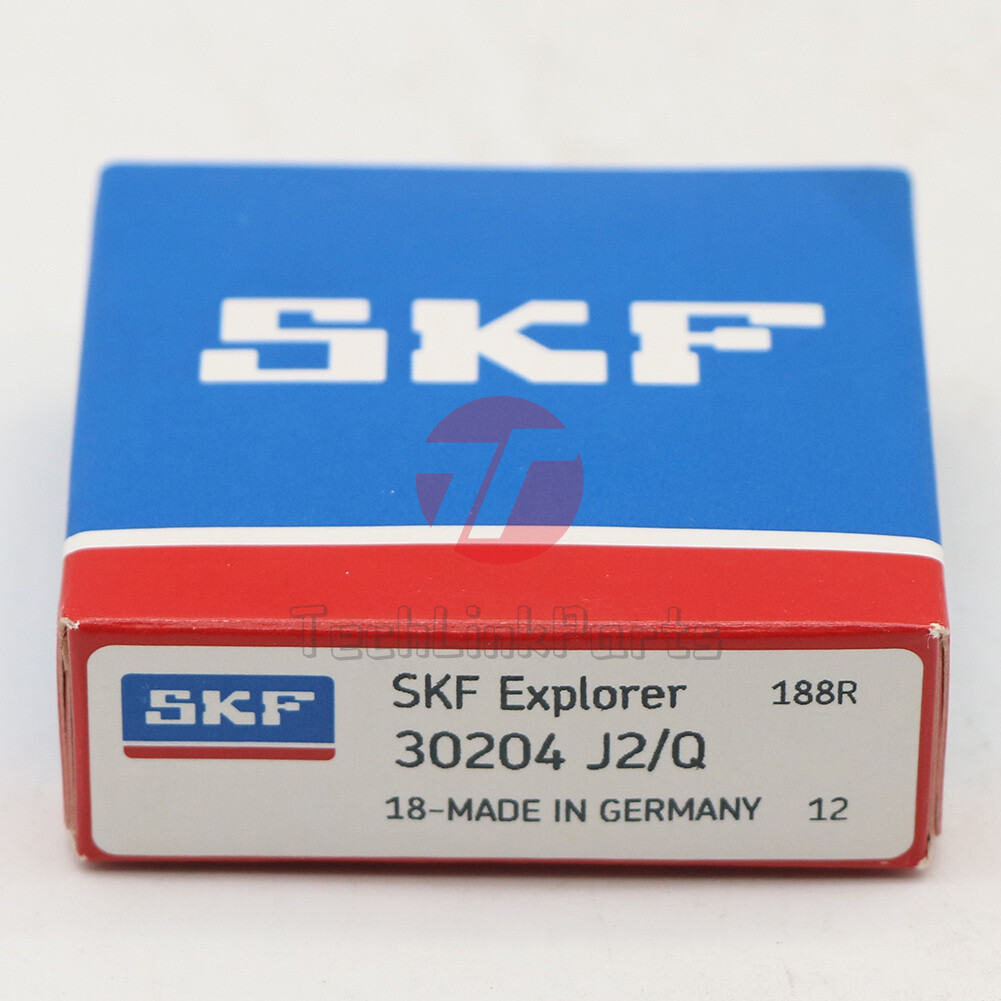 SKF
TechLinkParts
SKF
SKF Explorer 188R
30204 J2/Q
18-MADE IN GERMANY 12